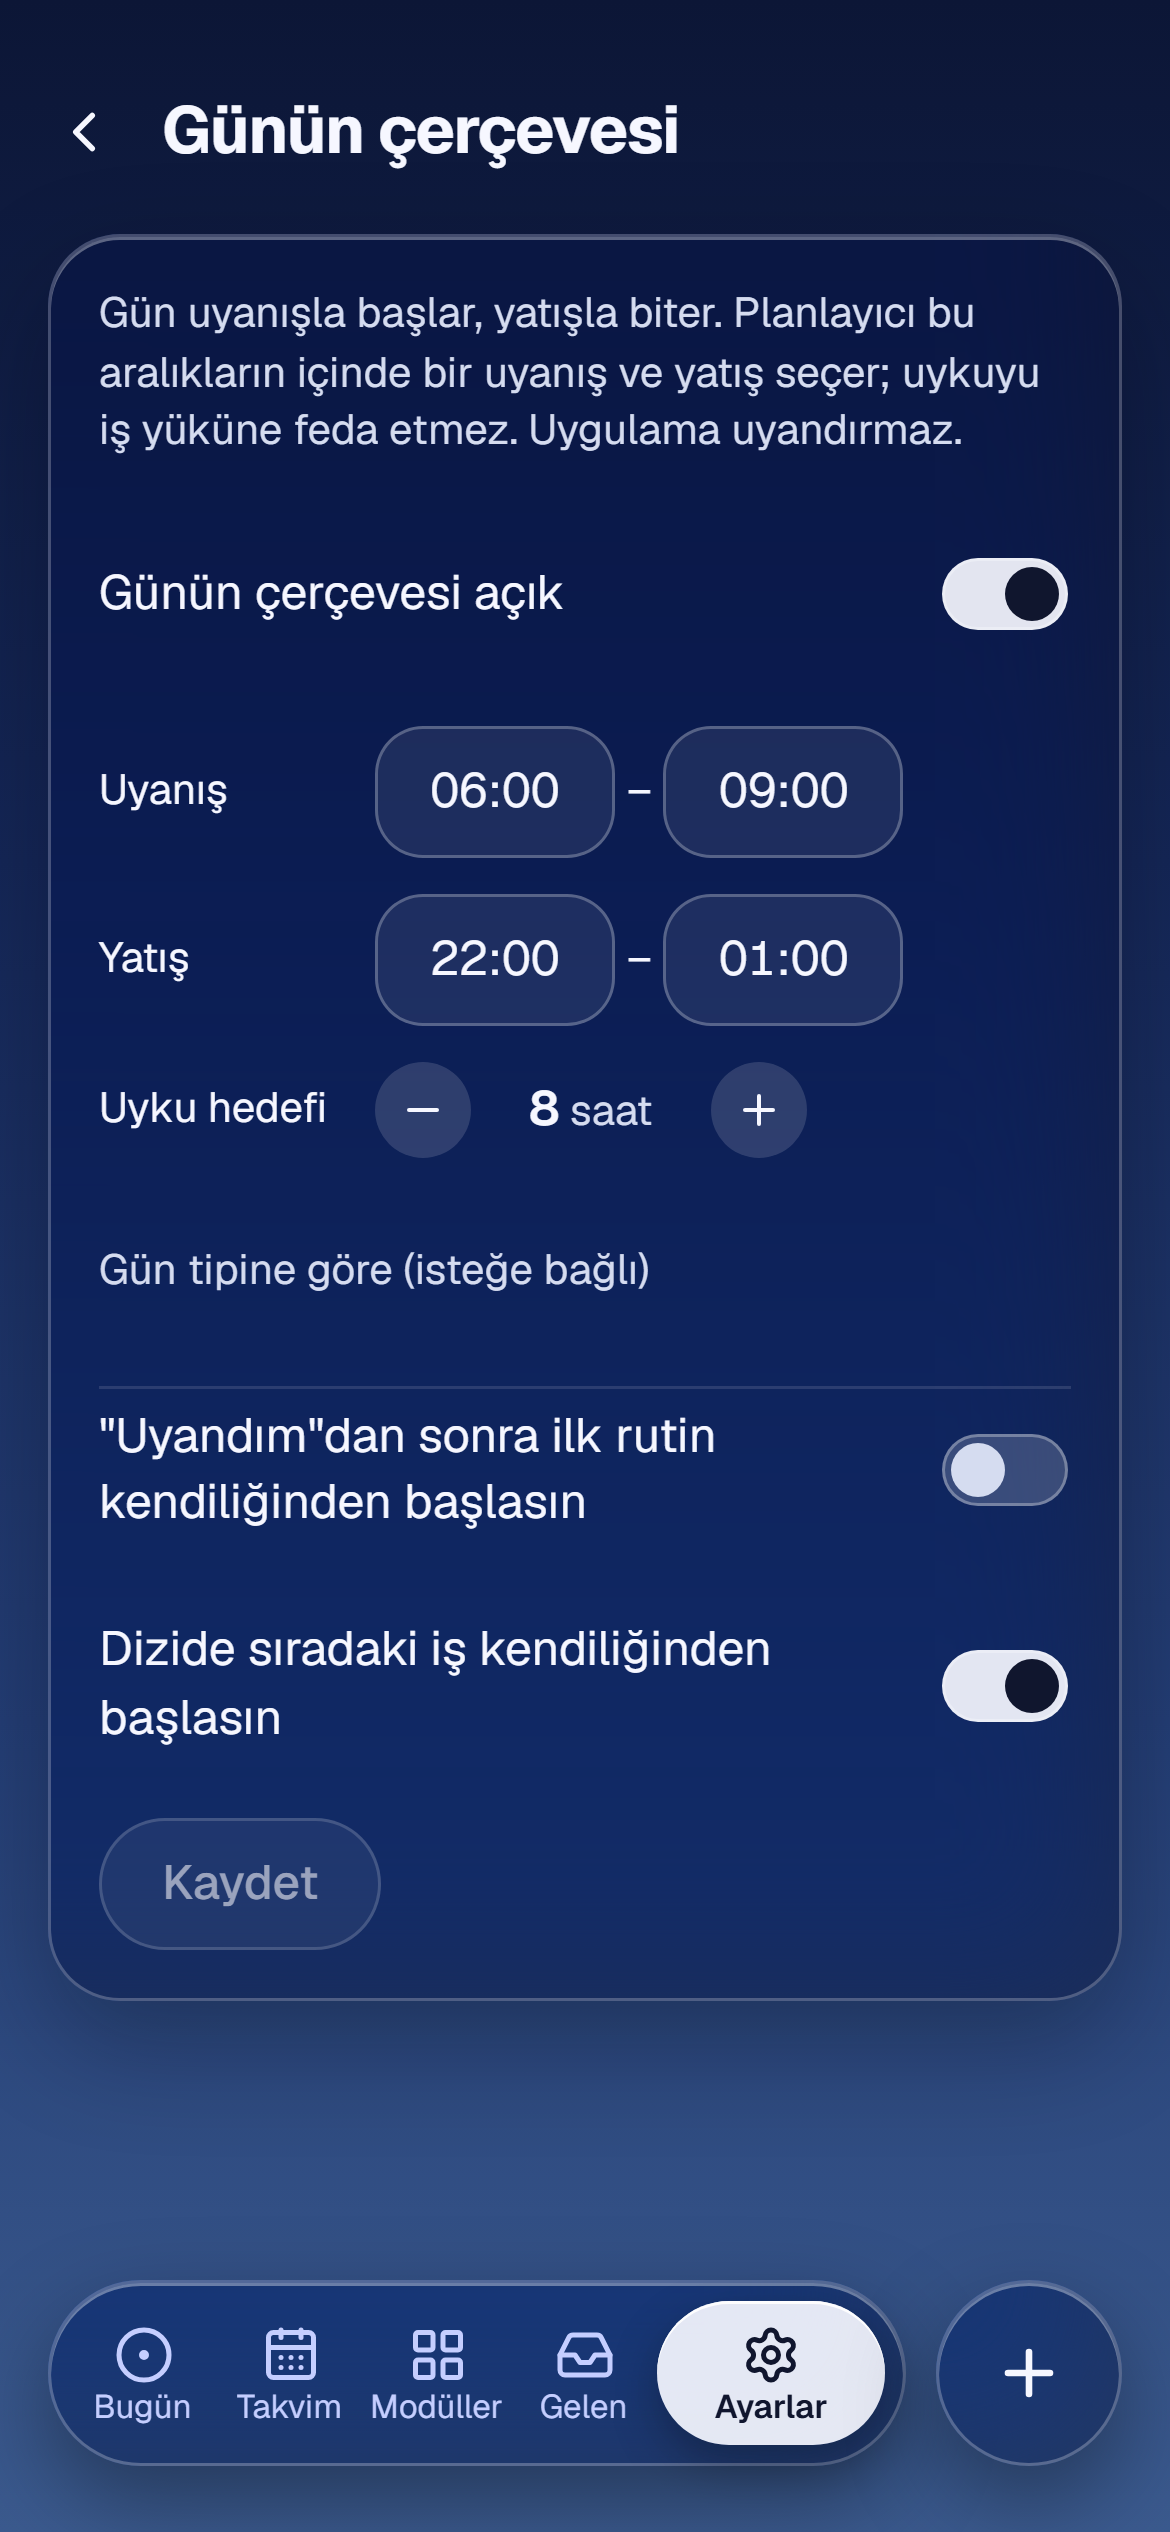 Günün çerçevesi
Gün uyanışla başlar, yatışla biter. Planlayıcı bu
aralıkların içinde bir uyanış ve yatış seçer; uykuyu
iş yüküne feda etmez. Uygulama uyandırmaz.
Günün çerçevesi açık
Uyanış 06:00 – 09:00
Yatış 22:00 – 01:00
Uyku hedefi − 8 saat +
Gün tipine göre (isteğe bağlı)
"Uyandım"dan sonra ilk rutin
kendiliğinden başlasın
Dizide sıradaki iş kendiliğinden
başlasın
Kaydet
Bugün Takvim Modüller Gelen Ayarlar